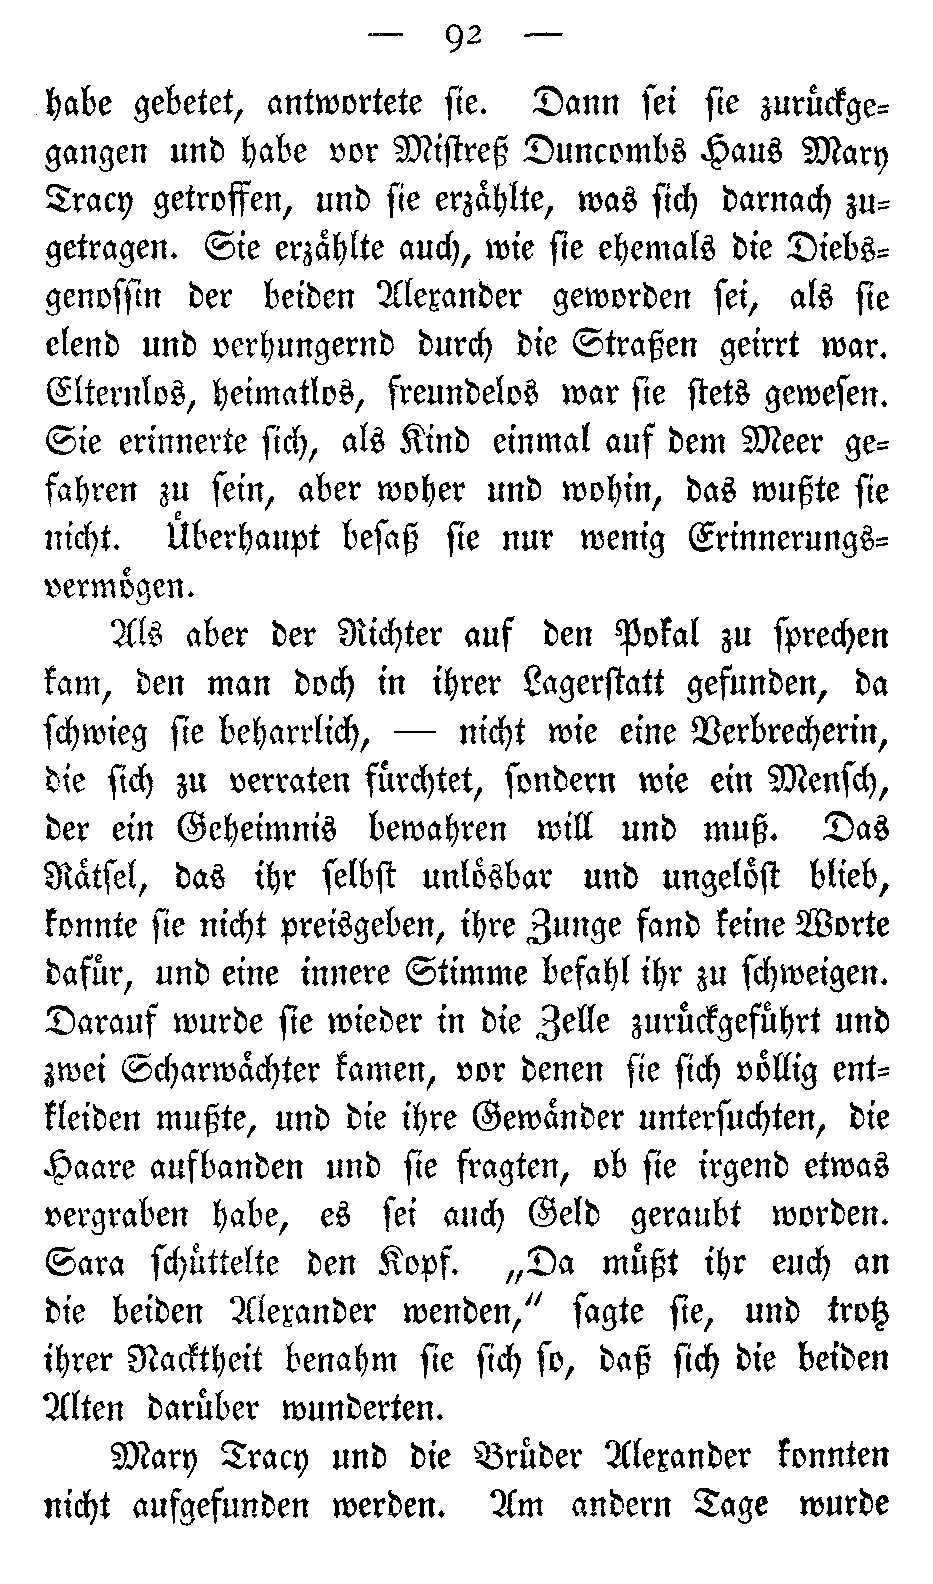 — 92 —
habe gebetet, antwortete sie. Dann sei sie zurückge-
gangen und habe vor Mistreß Duncombs Haus Mary
Tracy getroffen, und sie erzählte, was sich darnach zu-
getragen. Sie erzählte auch, wie sie ehemals die Diebs-
genossin der beiden Alexander geworden sei, als sie
elend und verhungernd durch die Straßen geirrt war.
Elternlos, heimatlos, freundelos war sie stets gewesen.
Sie erinnerte sich, als Kind einmal auf dem Meer ge-
fahren zu sein, aber woher und wohin, das wußte sie
nicht. Überhaupt besaß sie nur wenig Erinnerungs-
vermögen.
Als aber der Richter auf den Pokal zu sprechen
kam, den man doch in ihrer Lagerstatt gefunden, da
schwieg sie beharrlich, — nicht wie eine Verbrecherin,
die sich zu verraten fürchtet, sondern wie ein Mensch,
der ein Geheimnis bewahren will und muß. Das
Rätsel, das ihr selbst unlösbar und ungelöst blieb,
konnte sie nicht preisgeben, ihre Zunge fand keine Worte
dafür, und eine innere Stimme befahl ihr zu schweigen.
Darauf wurde sie wieder in die Zelle zurückgeführt und
zwei Scharwächter kamen, vor denen sie sich völlig ent-
kleiden mußte, und die ihre Gewänder untersuchten, die
Haare aufbanden und sie fragten, ob sie irgend etwas
vergraben habe, es sei auch Geld geraubt worden.
Sara schüttelte den Kopf. „Da müßt ihr euch an
die beiden Alexander wenden,“ sagte sie, und trotz
ihrer Nacktheit benahm sie sich so, daß sich die beiden
Alten darüber wunderten.
Mary Tracy und die Brüder Alexander konnten
nicht aufgefunden werden. Am andern Tage wurde